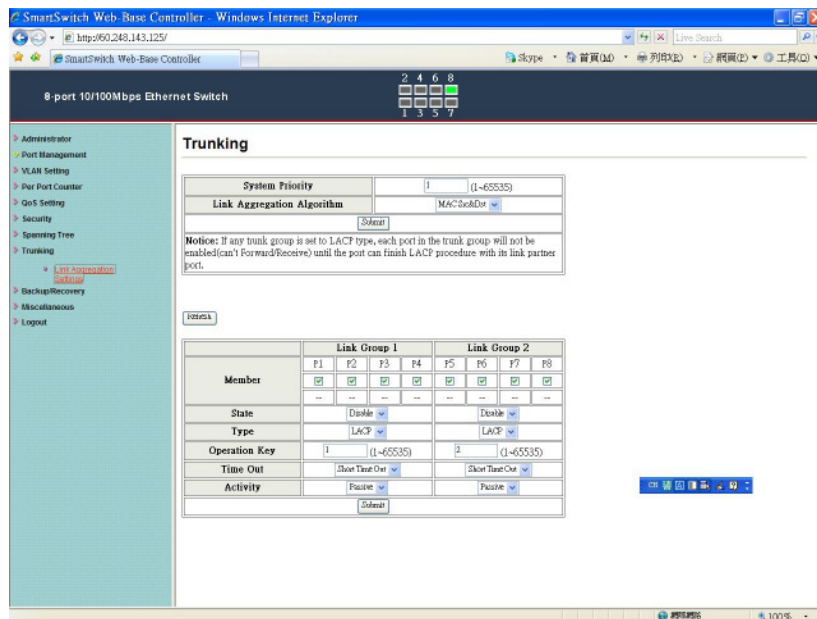 SmartSwitch Web-Base Controller - Windows Internet Explorer
http://60.248.143.125/
Live Search
SmartSwitch Web-Base Controller
Skype 首頁(M) 列印(R) 網頁(P) 工具(O)
8-port 10/100Mbps Ethernet Switch
2 4 6 8
1 3 5 7
Administrator
Port Management
VLAN Setting
Per Port Counter
QoS Setting
Security
Spanning Tree
Trunking
Link Aggregation
Settings
Backup/Recovery
Miscellaneous
Logout
Trunking
System Priority 1 (1~65535)
Link Aggregation Algorithm MAC Src&Dst
Submit
Notice: If any trunk group is set to LACP type, each port in the trunk group will not be
enabled(can't Forward/Receive) until the port can finish LACP procedure with its link partner
port.
Refresh
Link Group 1 Link Group 2
Member P1 P2 P3 P4 P5 P6 P7 P8
-- -- -- -- -- -- -- --
State Disable Disable
Type LACP LACP
Operation Key 1 (1~65535) 2 (1~65535)
Time Out Short Time Out Short Time Out
Activity Passive Passive
Submit
CH
網際網路 100%